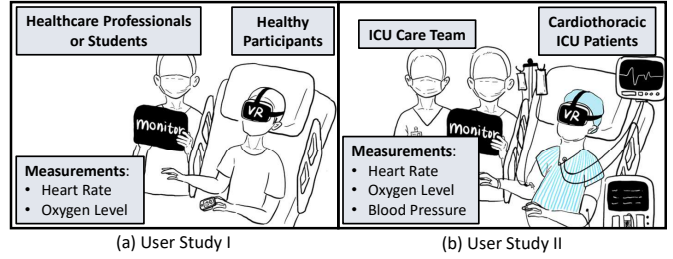 Healthcare Professionals
or Students
Healthy
Participants
monitor
VR
Measurements:
• Heart Rate
• Oxygen Level
(a) User Study I
ICU Care Team
Cardiothoracic
ICU Patients
monitor
VR
Measurements:
• Heart Rate
• Oxygen Level
• Blood Pressure
(b) User Study II